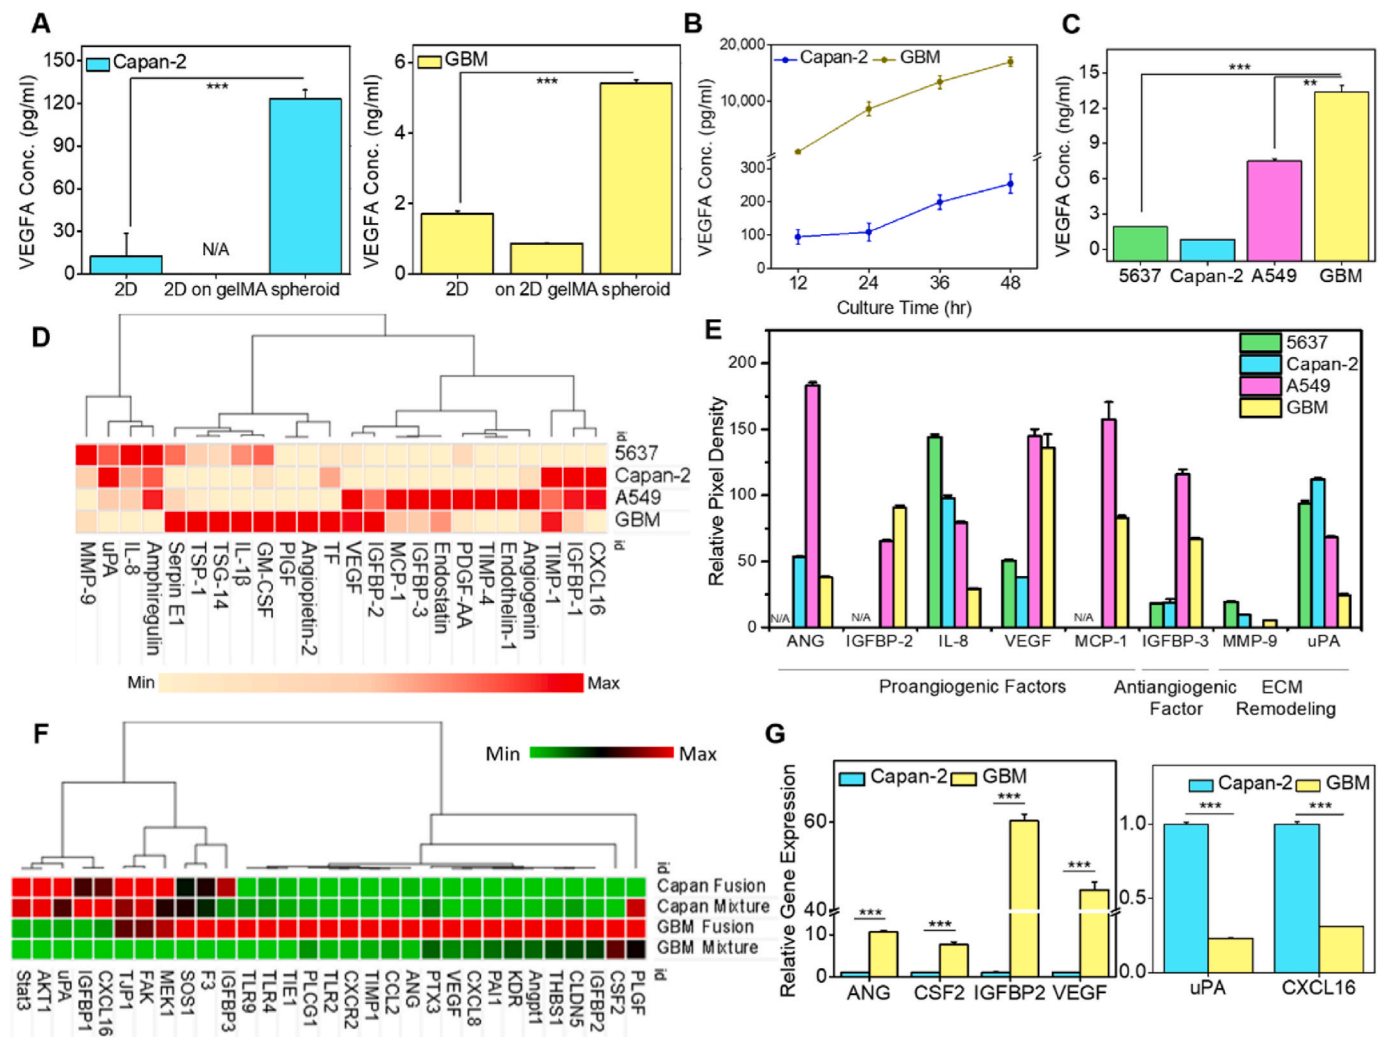 A
VEGFA Conc. (pg/ml)
150
120
90
60
30
0
Capan-2
***
N/A
2D
2D on gelMA
spheroid
VEGFA Conc. (ng/ml)
6
4
2
0
GBM
***
2D
on 2D gelMA
spheroid
B
VEGFA Conc. (pg/ml)
20,000
10,000
300
200
100
0
Capan-2
GBM
12
24
36
48
Culture Time (hr)
C
VEGFA Conc. (ng/ml)
15
12
9
6
3
0
***
**
5637
Capan-2
A549
GBM
D
id
5637
Capan-2
A549
GBM
id
MMP-9
uPA
IL-8
Amphiregulin
Serpin E1
TSP-1
TSG-14
IL-1β
GM-CSF
PlGF
Angiopietin-2
TF
VEGF
IGFBP-2
MCP-1
IGFBP-3
Endostatin
PDGF-AA
TIMP-4
Endothelin-1
Angiogenin
TIMP-1
IGFBP-1
CXCL16
Min
Max
E
Relative Pixel Density
200
150
100
50
0
5637
Capan-2
A549
GBM
N/A
N/A
N/A
ANG
IGFBP-2
IL-8
VEGF
MCP-1
IGFBP-3
MMP-9
uPA
Proangiogenic Factors
Antiangiogenic
Factor
ECM
Remodeling
F
Min
Max
id
Capan Fusion
Capan Mixture
GBM Fusion
GBM Mixture
id
Stat3
AKT1
uPA
IGFBP1
CXCL16
TJP1
FAK
MEK1
SOS1
F3
IGFBP3
TLR9
TLR4
TIE1
PLCG1
TLR2
CXCR2
TIMP1
CCL2
ANG
PTX3
VEGF
CXCL8
PAI1
KDR
Angpt1
THBS1
CLDN5
IGFBP2
CSF2
PLGF
G
Relative Gene Expression
60
40
10
0
Capan-2
GBM
***
***
***
***
ANG
CSF2
IGFBP2
VEGF
1.0
0.5
0.0
Capan-2
GBM
***
***
uPA
CXCL16